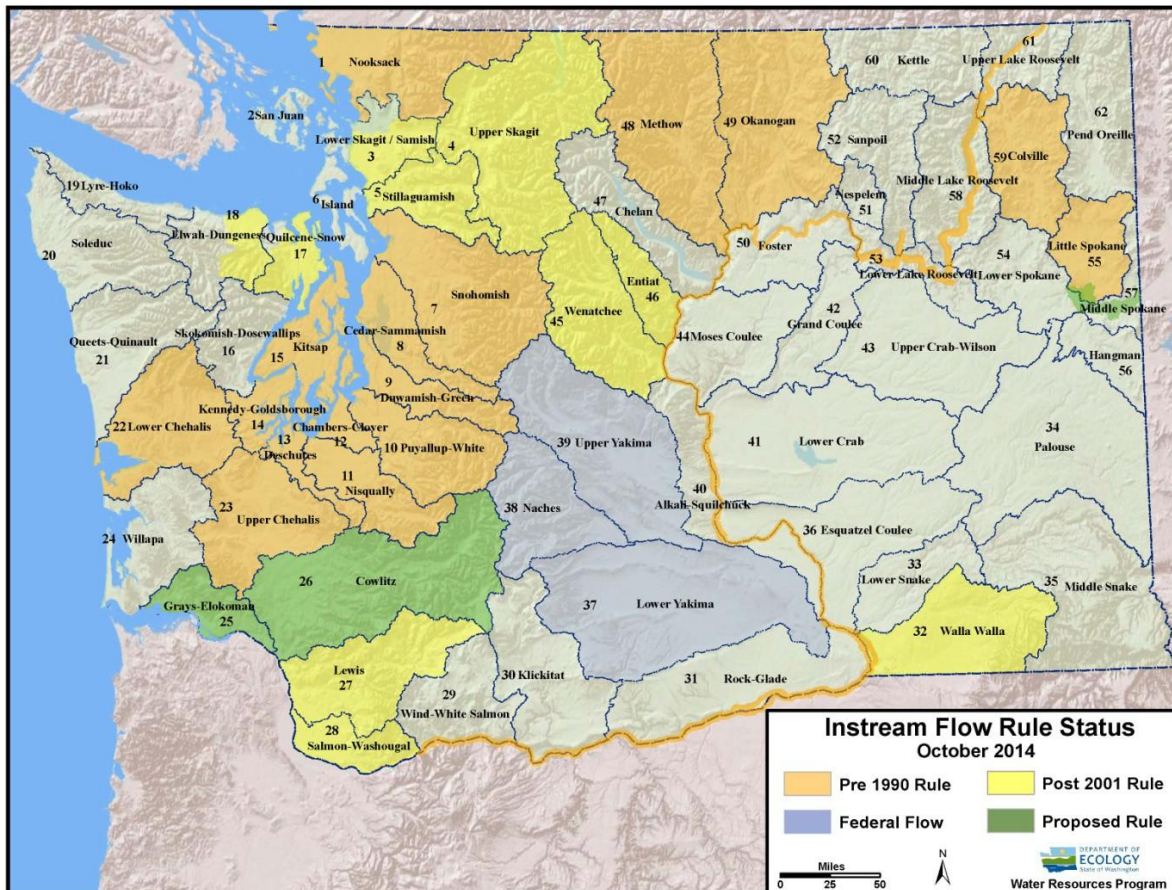 1 Nooksack
2 San Juan
Lower Skagit / Samish
3
4
Upper Skagit
5
Stillaguamish
6
Island
7
Snohomish
Cedar-Sammamish
8
9
Duwamish-Green
10 Puyallup-White
11
Nisqually
Chambers-Clover
12
13
Deschutes
Kennedy-Goldsborough
14
15
Kitsap
Skokomish-Dosewallips
16
Quilcene-Snow
17
18
Elwah-Dungeness
19 Lyre-Hoko
20
Soleduc
Queets-Quinault
21
22 Lower Chehalis
23
Upper Chehalis
24 Willapa
Grays-Elokoman
25
26
Cowlitz
Lewis
27
28
Salmon-Washougal
29
Wind-White Salmon
30 Klickitat
31
Rock-Glade
32
Walla Walla
33
Lower Snake
34
Palouse
35
Middle Snake
36 Esquatzel Coulee
37
Lower Yakima
38 Naches
39 Upper Yakima
40
Alkali-Squilchuck
41
Lower Crab
42
Grand Coulee
43
Upper Crab-Wilson
44 Moses Coulee
45
Wenatchee
Entiat
46
47
Chelan
48 Methow
49 Okanogan
50
Foster
Nespelem
51
52
Sanpoil
53
Lower Lake Roosevelt
54
Lower Spokane
Little Spokane
55
Hangman
56
57
Middle Spokane
Middle Lake Roosevelt
58
59
Colville
60 Kettle
61
Upper Lake Roosevelt
62
Pend Oreille
Instream Flow Rule Status
October 2014
Pre 1990 Rule
Post 2001 Rule
Federal Flow
Proposed Rule
Miles
0 25 50
N
DEPARTMENT OF
ECOLOGY
State of Washington
Water Resources Program